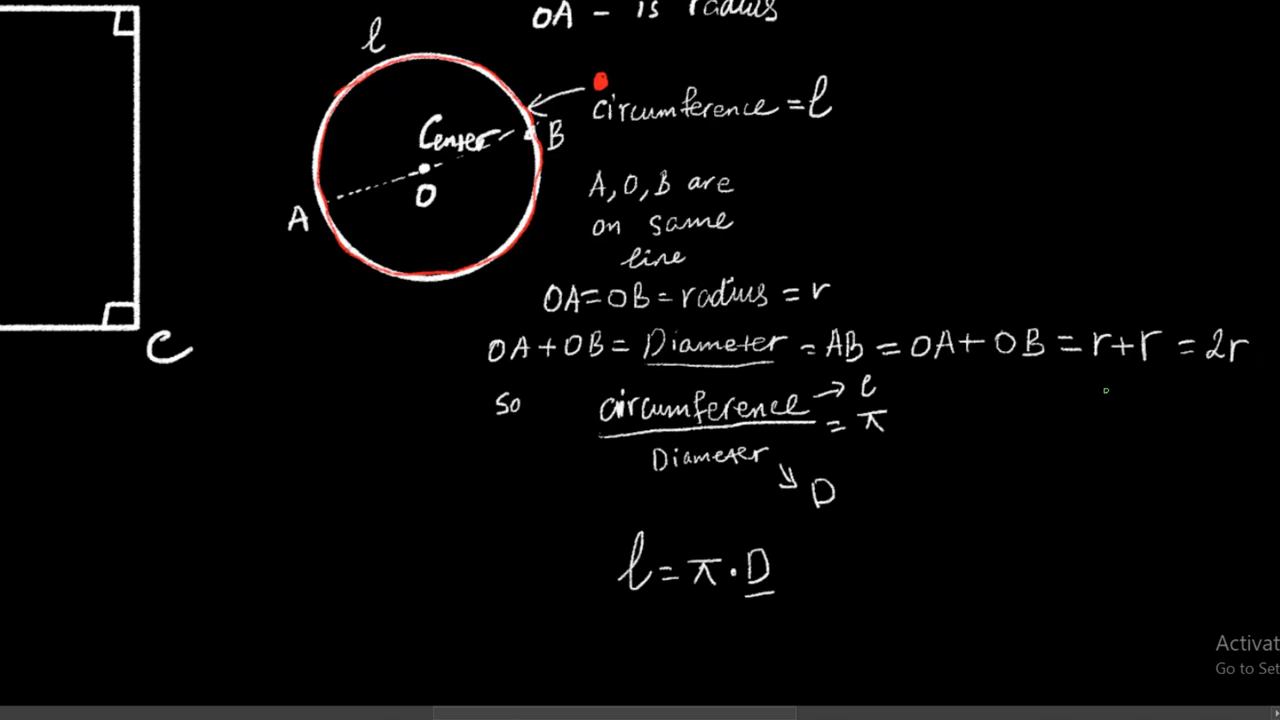 OA - is radius
l
circumference = l
Center
B
O
A
A, O, B are
on same
line
OA = OB = radius = r
C
OA + OB = Diameter = AB = OA + OB = r + r = 2r
so
circumference → l
= π
Diameter
↘ D
l = π · D
Activat
Go to Set